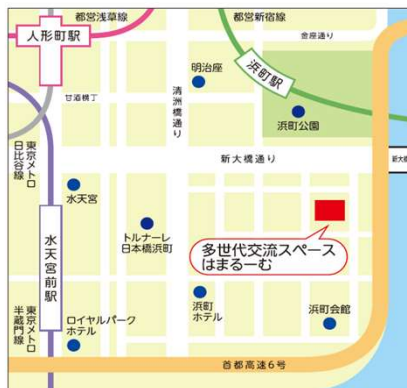 都営浅草線
都営新宿線
人形町駅
金座通り
明治座
浜町駅
甘酒横丁
清洲橋通り
浜町公園
新大橋通り
新大橋
東京メトロ
日比谷線
水天宮
トルナーレ
日本橋浜町
多世代交流スペース
はまるーむ
水天宮前駅
浜町
ホテル
浜町会館
東京メトロ
半蔵門線
ロイヤルパーク
ホテル
首都高速6号